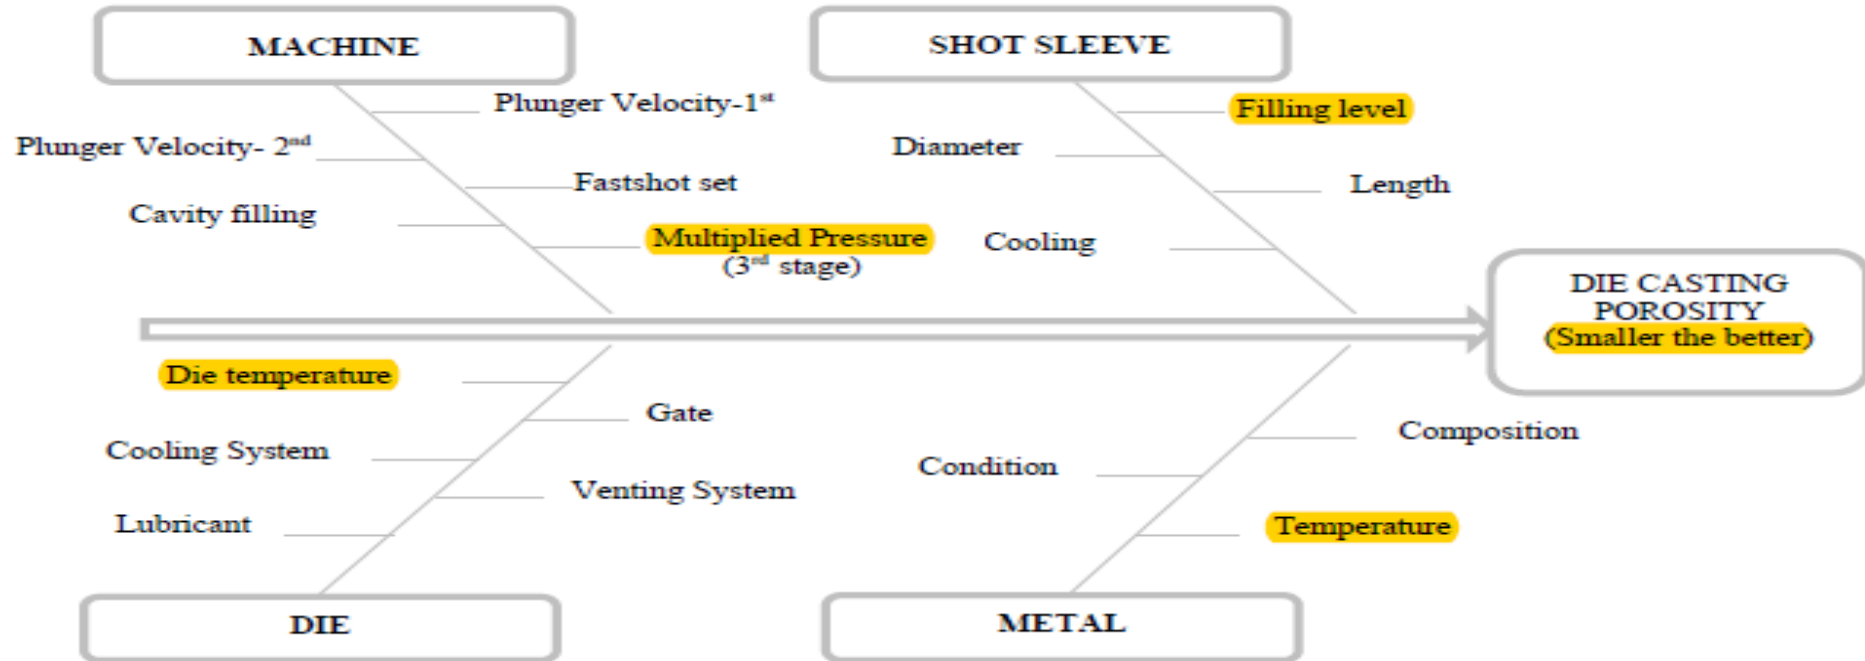 MACHINE
SHOT SLEEVE
Plunger Velocity-1st
Filling level
Plunger Velocity- 2nd
Diameter
Fastshot set
Length
Cavity filling
Multiplied Pressure
(3rd stage)
Cooling
DIE CASTING
POROSITY
(Smaller the better)
Die temperature
Gate
Composition
Cooling System
Condition
Venting System
Lubricant
Temperature
DIE
METAL